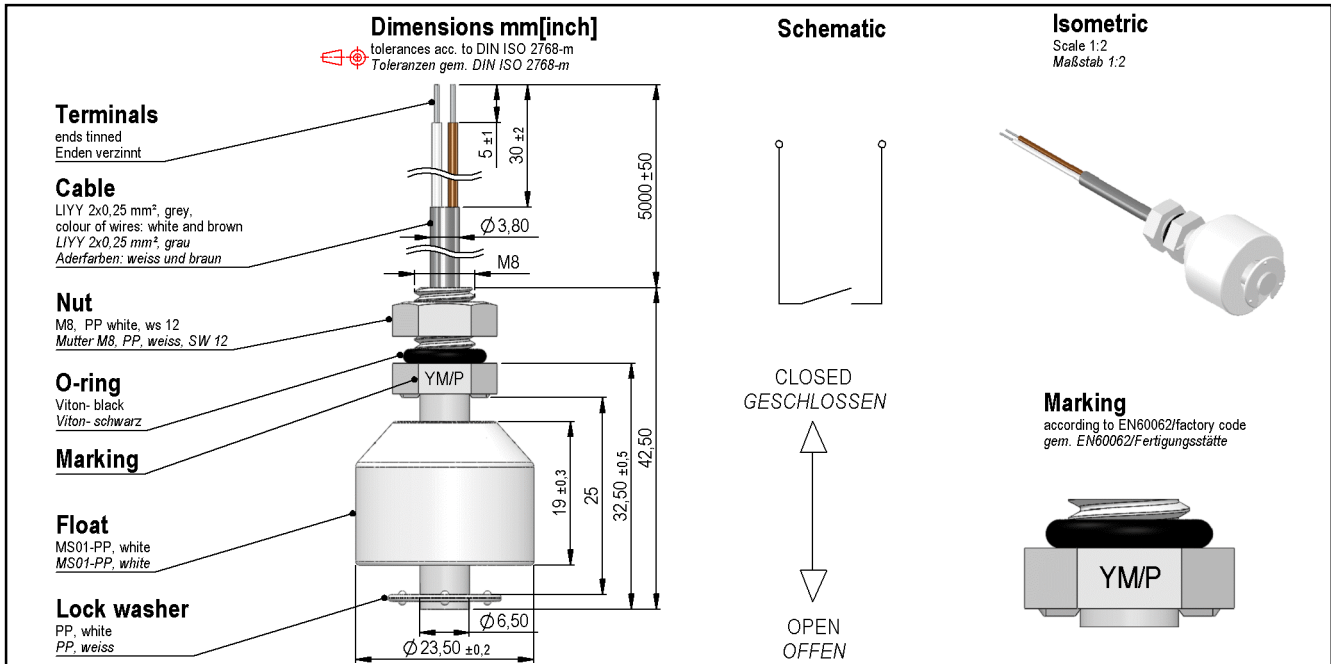 Dimensions mm[inch]
tolerances acc. to DIN ISO 2768-m
Toleranzen gem. DIN ISO 2768-m
Schematic
Isometric
Scale 1:2
Maßstab 1:2
Terminals
ends tinned
Enden verzinnt
Cable
LIYY 2x0,25 mm², grey,
colour of wires: white and brown
LIYY 2x0,25 mm², grau
Aderfarben: weiss und braun
Nut
M8, PP white, ws 12
Mutter M8, PP, weiss, SW 12
O-ring
Viton- black
Viton- schwarz
Marking
Float
MS01-PP, white
MS01-PP, white
Lock washer
PP, white
PP, weiss
5 ±1
30 ±2
5000 ±50
Ø3,80
M8
YM/P
19 ±0,3
25
32,50 ±0,5
42,50
Ø6,50
Ø23,50 ±0,2
CLOSED
GESCHLOSSEN
OPEN
OFFEN
Marking
according to EN60062/factory code
gem. EN60062/Fertigungsstätte
YM/P